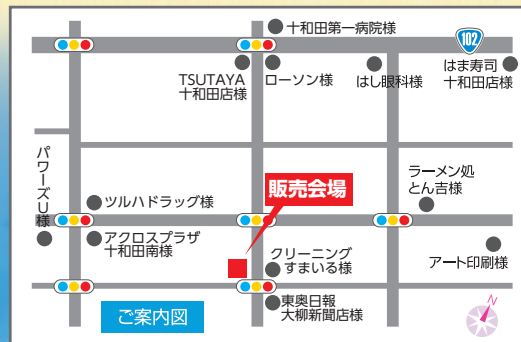 十和田第一病院様
102
TSUTAYA
十和田店様
ローソン様
はし眼科様
はま寿司
十和田店様
パワーズU様
ツルハドラッグ様
販売会場
ラーメン処
とん吉様
アクロスプラザ
十和田南様
クリーニング
すまいる様
アート印刷様
ご案内図
東奥日報
大柳新聞店様
N